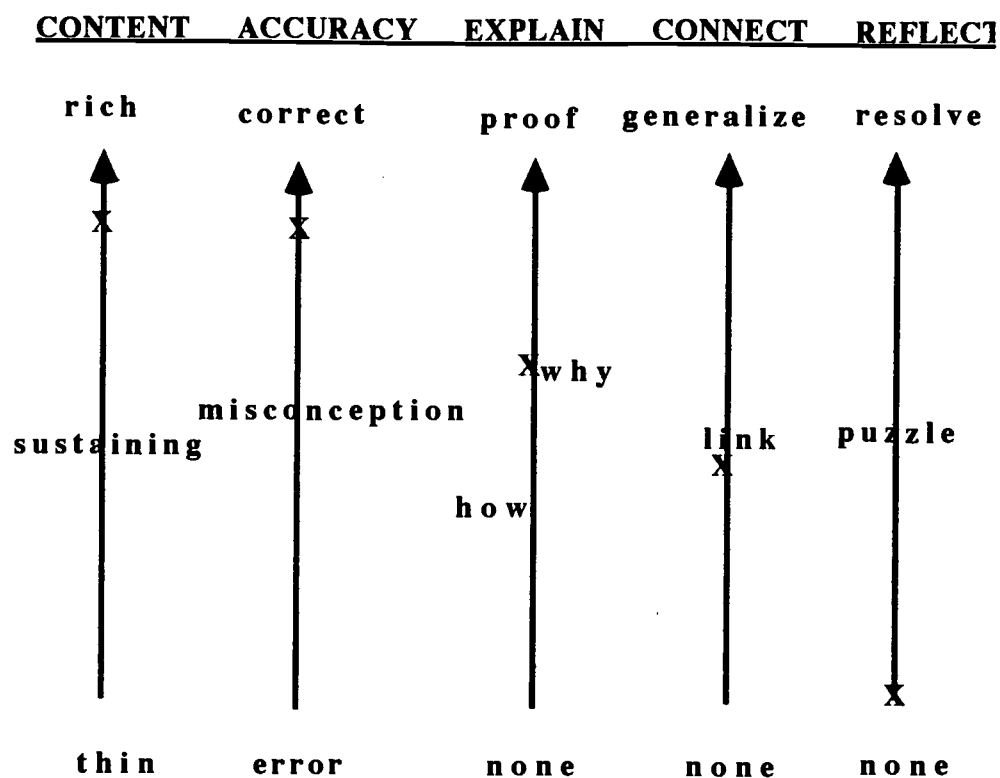 CONTENT ACCURACY EXPLAIN CONNECT REFLECT
rich correct proof generalize resolve
X X
X why
misconception
sustaining link puzzle
X
how
X
thin error none none none